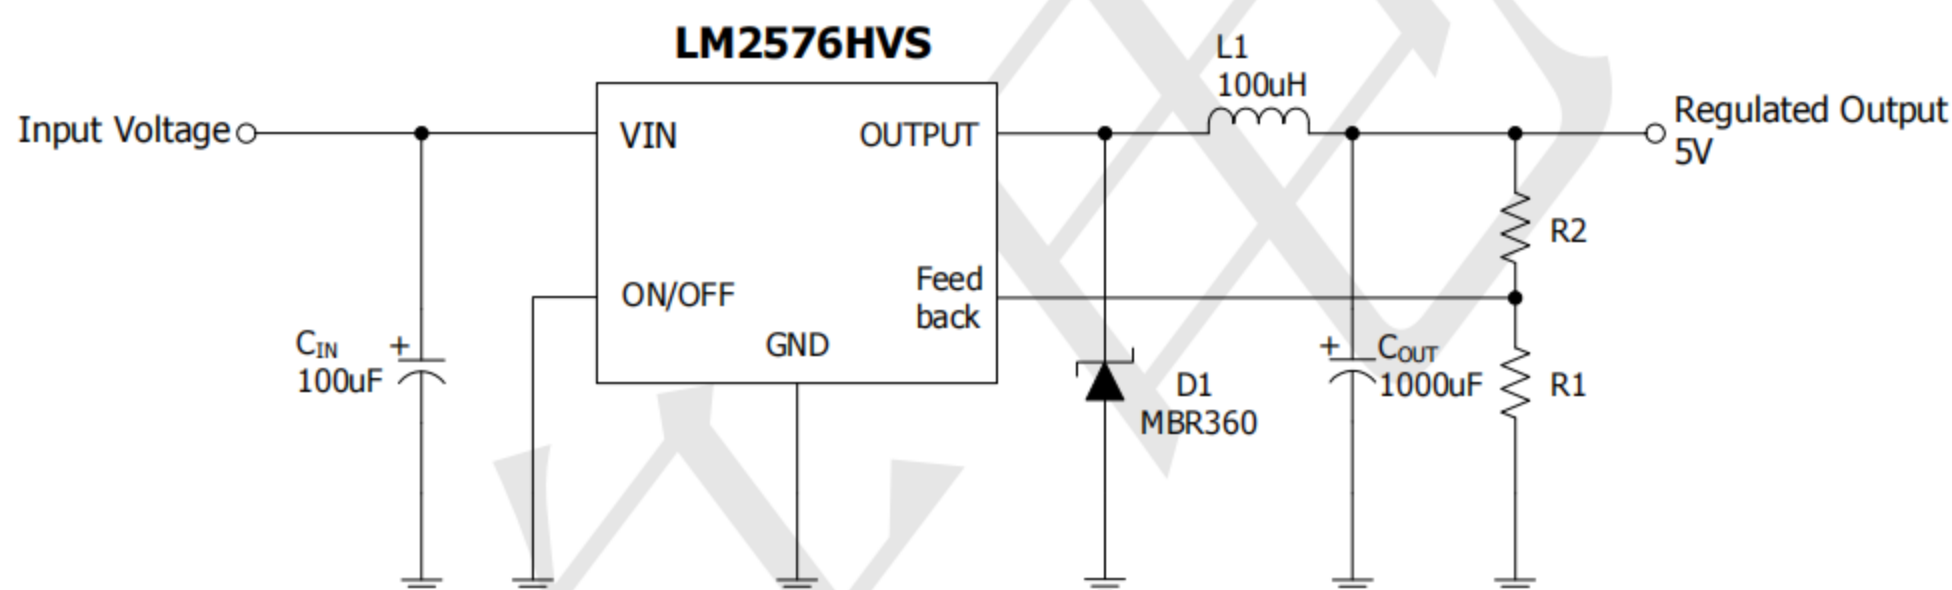 LM2576HVS
L1
100uH
Input Voltage
VIN
OUTPUT
Regulated Output
5V
R2
ON/OFF
Feed
back
GND
CIN
100uF
+
+
COUT
1000uF
D1
MBR360
R1